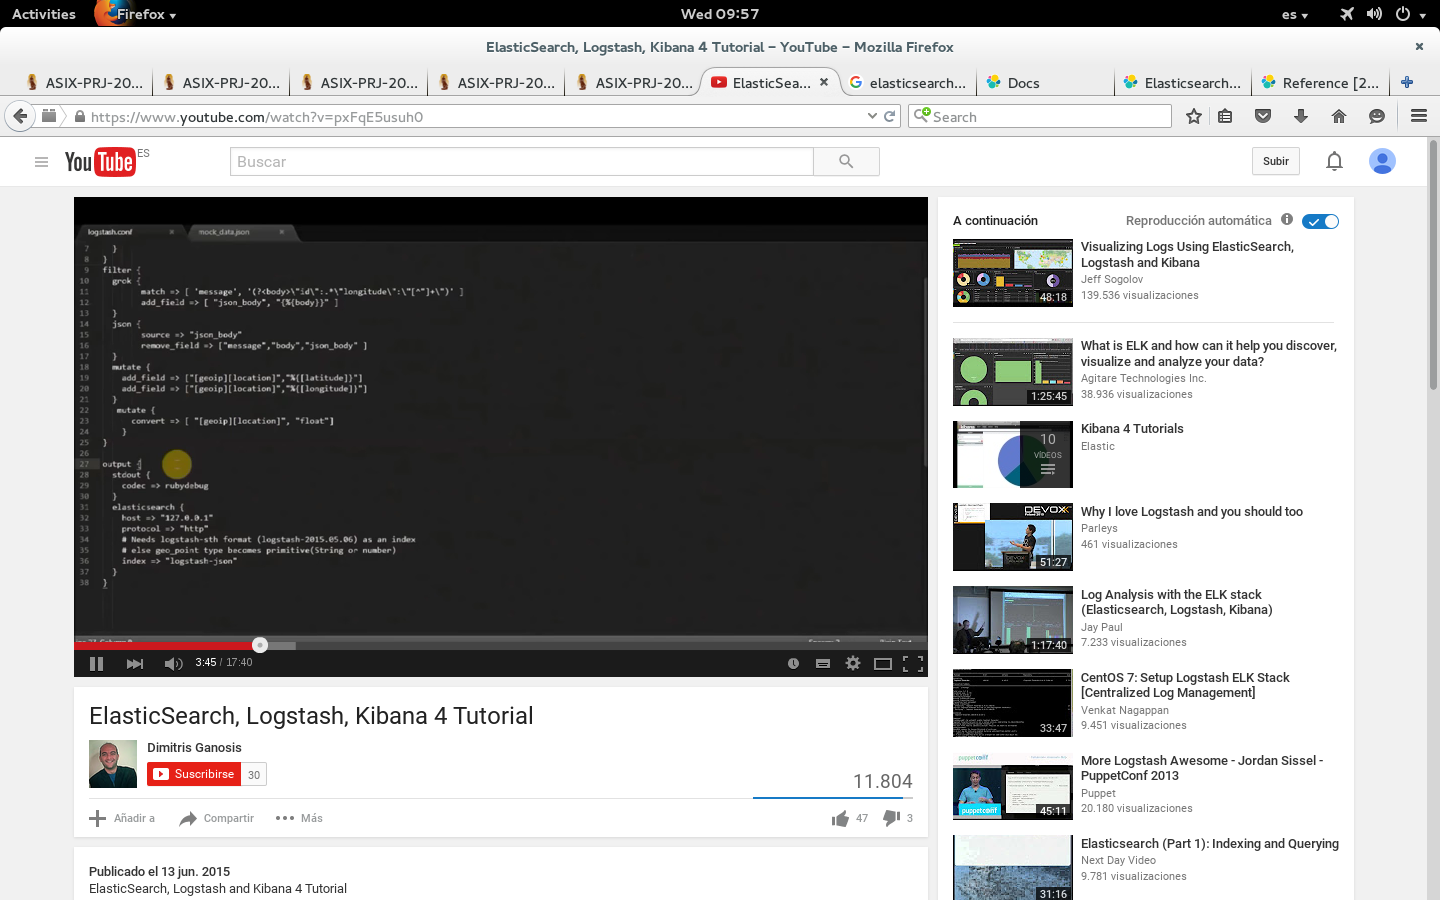 Activities
Firefox
Wed 09:57
es
ElasticSearch, Logstash, Kibana 4 Tutorial – YouTube – Mozilla Firefox
ASIX-PRJ-20...
ASIX-PRJ-20...
ASIX-PRJ-20...
ASIX-PRJ-20...
ASIX-PRJ-20...
ElasticSea...
elasticsearch...
Docs
Elasticsearch...
Reference [2...
https://www.youtube.com/watch?v=pxFqE5usuh0
Search
YouTube ES
Buscar
Subir
logstash.conf
mock_data.json
7 }
8 }
9 filter {
10 grok {
11 match => [ 'message', '(?<body>\"id\":.*\"longitude\":\"[^"]+\")' ]
12 add_field => [ "json_body", "{%{body}}" ]
13 }
14 json {
15 source => "json_body"
16 remove_field => ["message","body","json_body" ]
17 }
18 mutate {
19 add_field => ["[geoip][location]","%{[latitude]}"]
20 add_field => ["[geoip][location]","%{[longitude]}"]
21 }
22 mutate {
23 convert => [ "[geoip][location]", "float"]
24 }
25 }
26
27 output {
28 stdout {
29 codec => rubydebug
30 }
31 elasticsearch {
32 host => "127.0.0.1"
33 protocol => "http"
34 # Needs logstash-sth format (logstash-2015.05.06) as an index
35 # else geo_point type becomes primitive(String or number)
36 index => "logstash-json"
37 }
38 }
3:45 / 17:40
ElasticSearch, Logstash, Kibana 4 Tutorial
Dimitris Ganosis
Suscribirse 30
11.804
Añadir a
Compartir
Más
47
3
Publicado el 13 jun. 2015
ElasticSearch, Logstash and Kibana 4 Tutorial
A continuación
Reproducción automática
48:18
Visualizing Logs Using ElasticSearch,
Logstash and Kibana
Jeff Sogolov
139.536 visualizaciones
1:25:45
What is ELK and how can it help you discover,
visualize and analyze your data?
Agitare Technologies Inc.
38.936 visualizaciones
10
VÍDEOS
Kibana 4 Tutorials
Elastic
DEVOXX
51:27
Why I love Logstash and you should too
Parleys
461 visualizaciones
1:17:40
Log Analysis with the ELK stack
(Elasticsearch, Logstash, Kibana)
Jay Paul
7.233 visualizaciones
33:47
CentOS 7: Setup Logstash ELK Stack
[Centralized Log Management]
Venkat Nagappan
9.451 visualizaciones
puppetconf
puppetconf
45:11
More Logstash Awesome - Jordan Sissel -
PuppetConf 2013
Puppet
20.180 visualizaciones
31:16
Elasticsearch (Part 1): Indexing and Querying
Next Day Video
9.781 visualizaciones